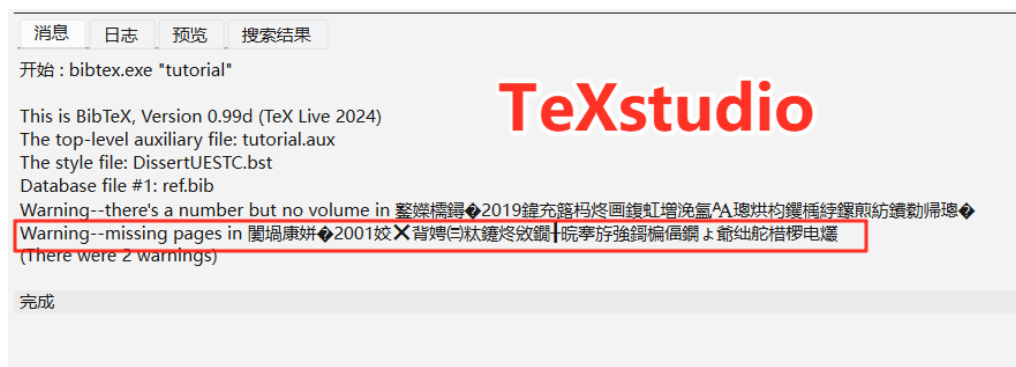 消息 日志 预览 搜索结果
开始 : bibtex.exe "tutorial"
TeXstudio
This is BibTeX, Version 0.99d (TeX Live 2024)
The top-level auxiliary file: tutorial.aux
The style file: DissertUESTC.bst
Database file #1: ref.bib
Warning--there's a number but no volume in 2019
Warning--missing pages in 2001
(There were 2 warnings)
完成